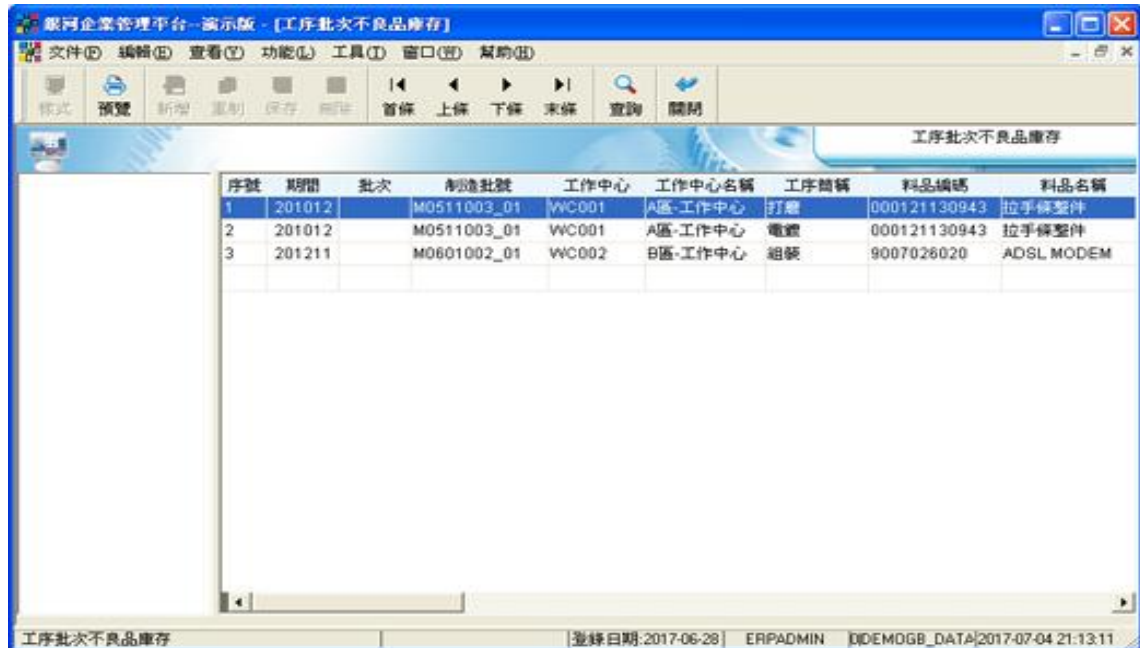 銀河企業管理平台--演示版 - [工序批次不良品庫存]
文件(F) 編輯(E) 查看(Y) 功能(L) 工具(T) 窗口(W) 幫助(H)
樣式 預覽 新增 重制 保存 刪除 首條 上條 下條 末條 查詢 關閉
工序批次不良品庫存
序號 期間 批次 制造批號 工作中心 工作中心名稱 工序簡稱 料品編碼 料品名稱
1 201012 M0511003_01 WC001 A區-工作中心 打磨 000121130943 拉手條整件
2 201012 M0511003_01 WC001 A區-工作中心 電鍍 000121130943 拉手條整件
3 201211 M0601002_01 WC002 B區-工作中心 組裝 9007026020 ADSL MODEM
工序批次不良品庫存 登錄日期:2017-06-28 ERPADMIN DEMOGB_DATA 2017-07-04 21:13:11